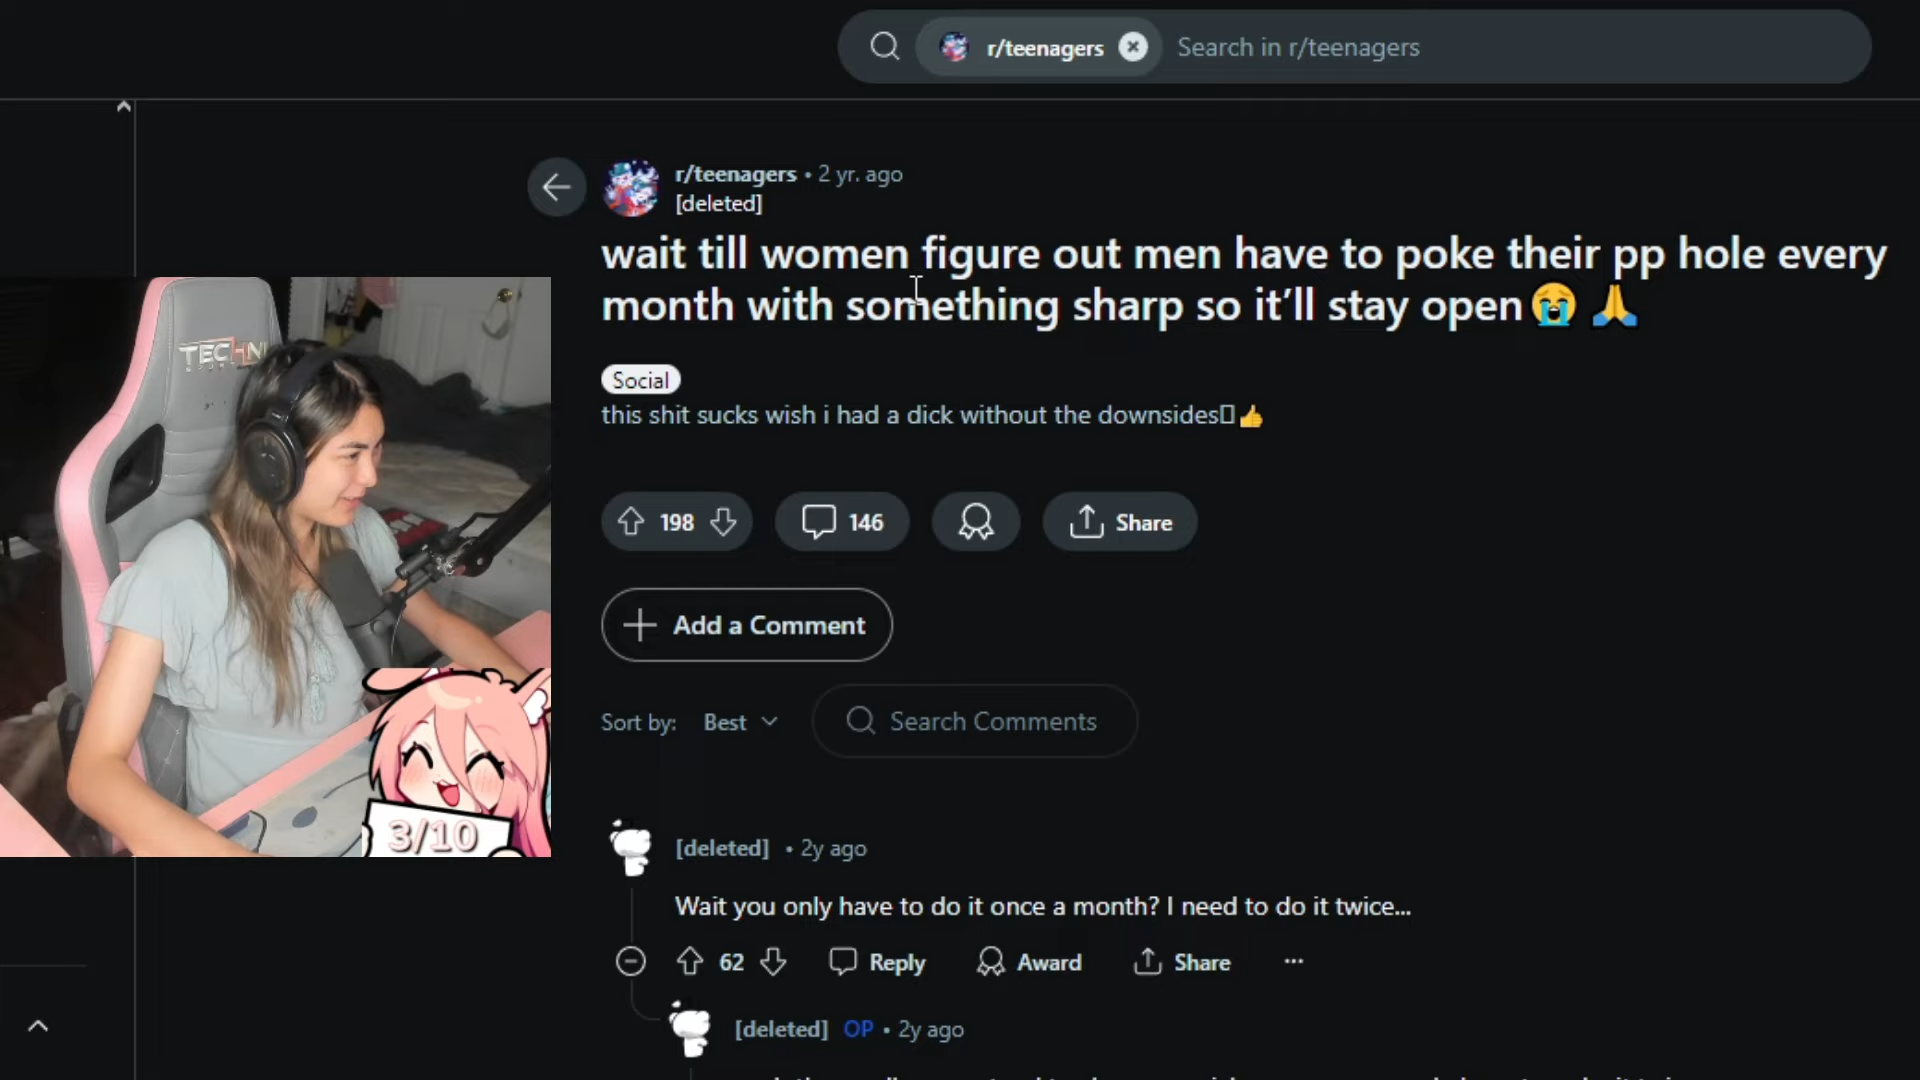 r/teenagers
Search in r/teenagers
r/teenagers • 2 yr. ago
[deleted]
wait till women figure out men have to poke their pp hole every
month with something sharp so it’ll stay open😭 🙏
Social
this shit sucks wish i had a dick without the downsides👍
198
146
Share
Add a Comment
Sort by:
Best
Search Comments
TECHNI
3/10
[deleted] • 2y ago
Wait you only have to do it once a month? I need to do it twice...
62
Reply
Award
Share
[deleted] OP • 2y ago